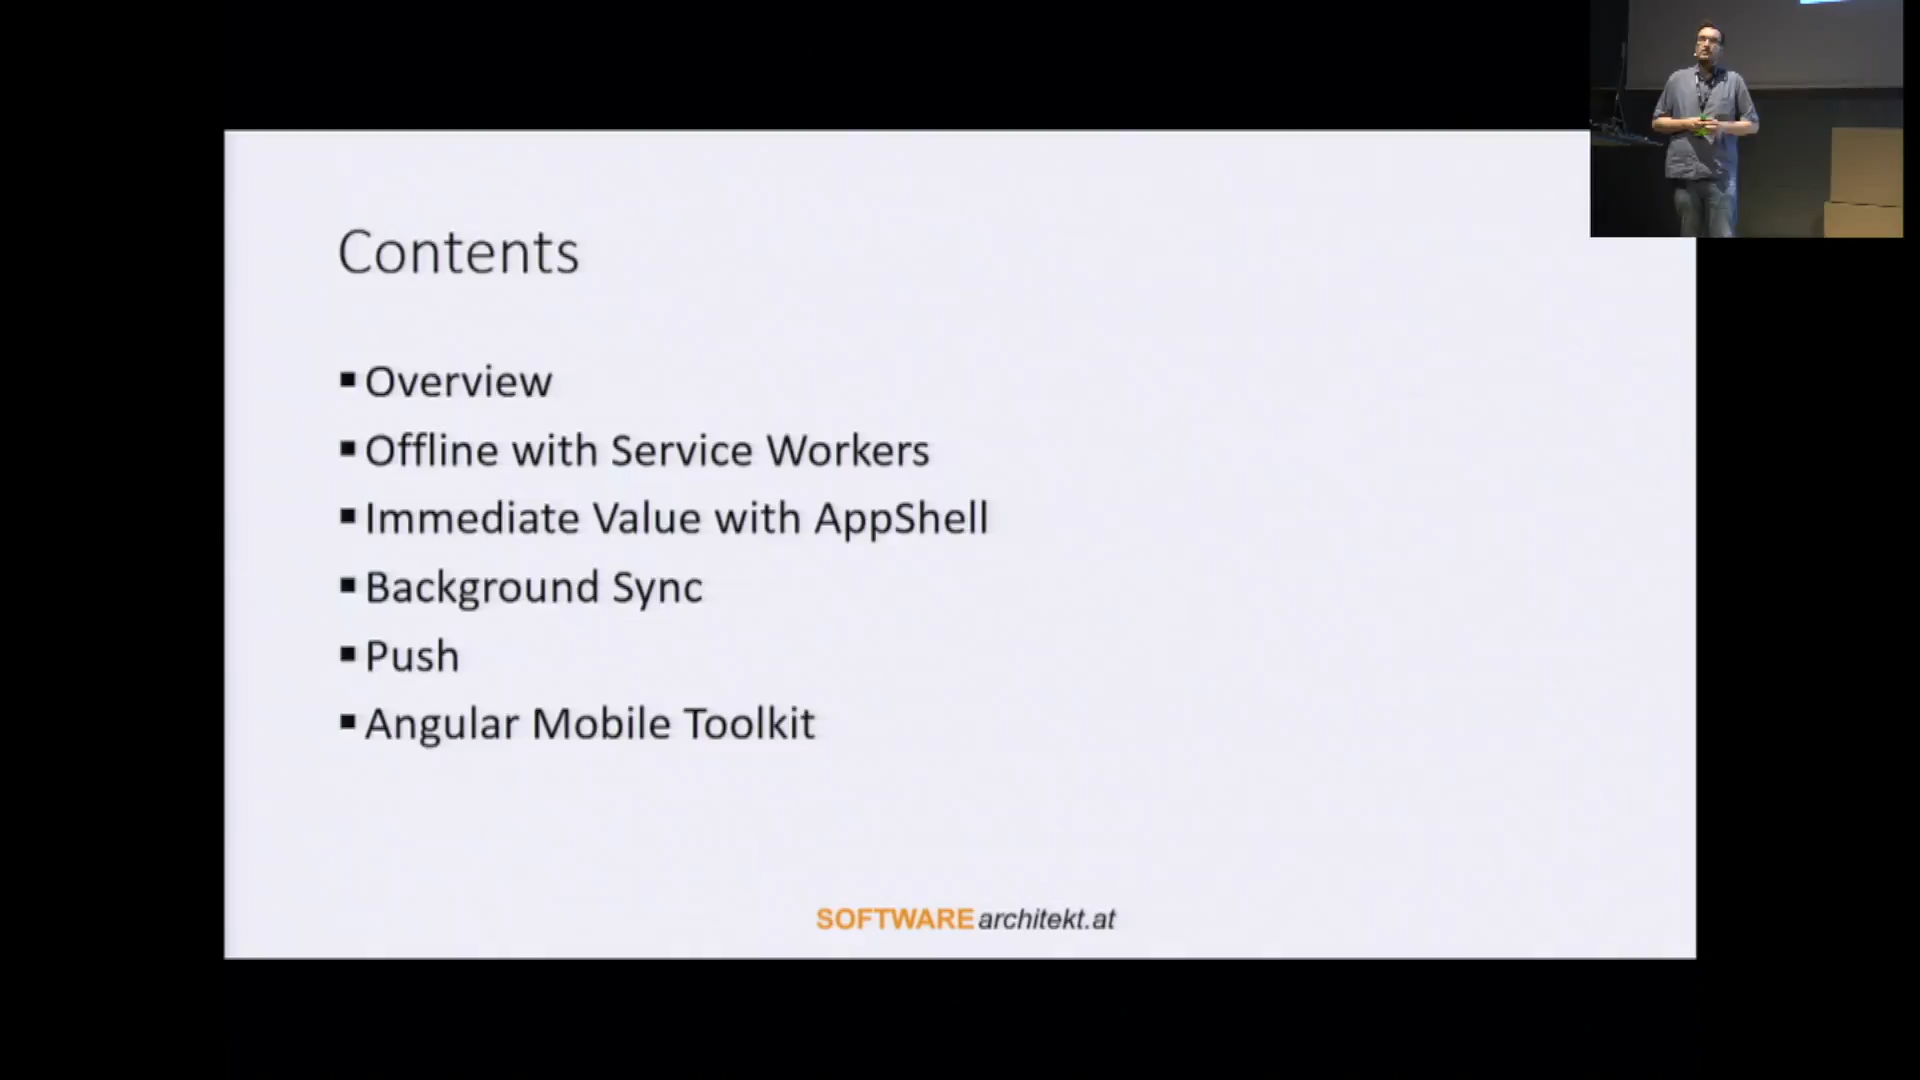 Contents
▪ Overview
▪ Offline with Service Workers
▪ Immediate Value with AppShell
▪ Background Sync
▪ Push
▪ Angular Mobile Toolkit
SOFTWAREarchitekt.at